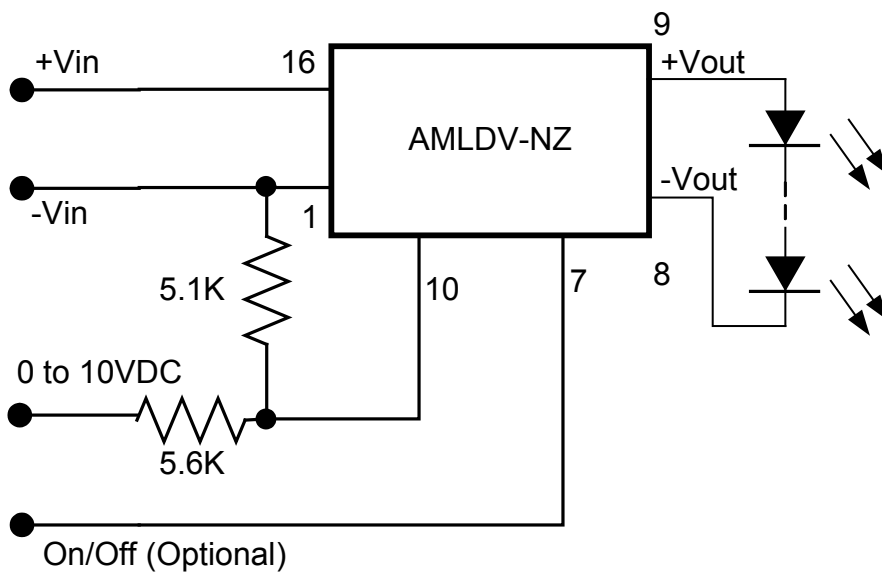 9
+Vin
16
+Vout
AMLDV-NZ
-Vout
-Vin
1
5.1K
10
7
8
0 to 10VDC
5.6K
On/Off (Optional)